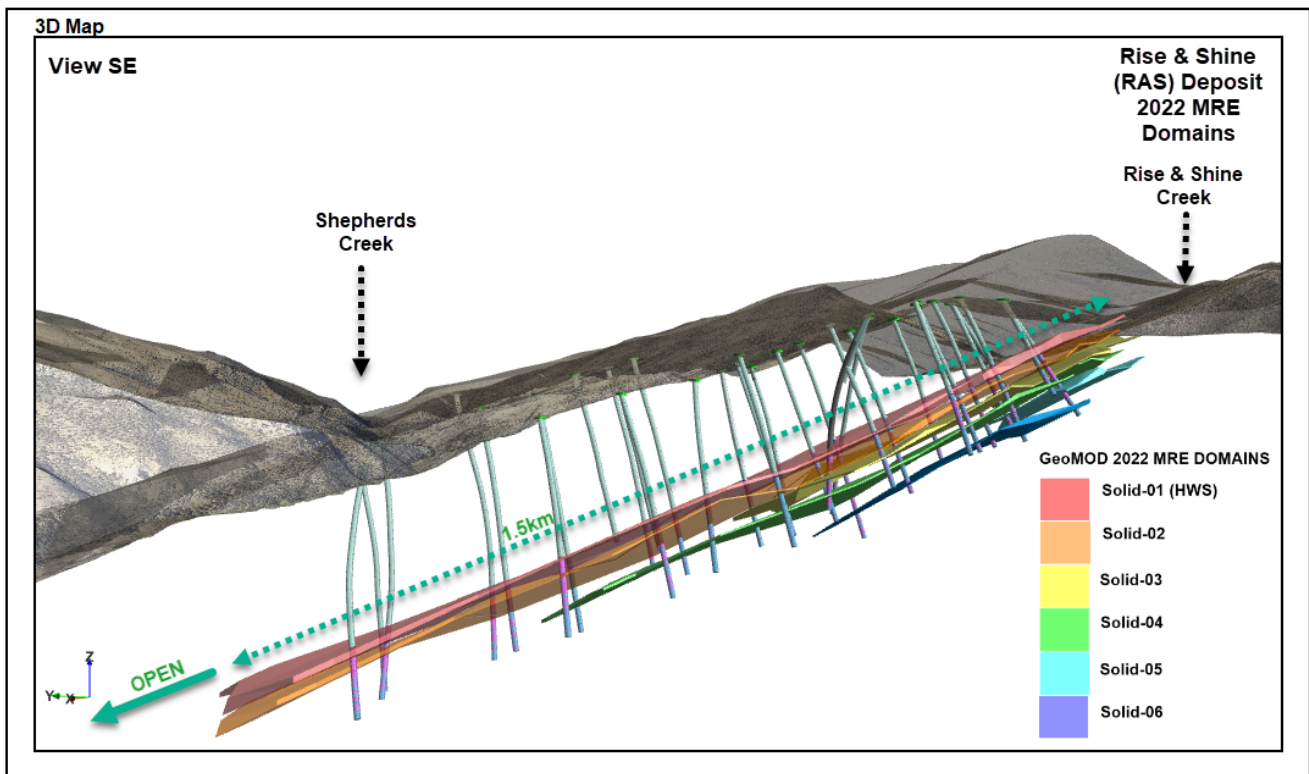 3D Map
View SE
Rise & Shine
(RAS) Deposit
2022 MRE
Domains
Rise & Shine
Creek
Shepherds
Creek
1.5km
OPEN
Z
Y
X
GeoMOD 2022 MRE DOMAINS
Solid-01 (HWS)
Solid-02
Solid-03
Solid-04
Solid-05
Solid-06